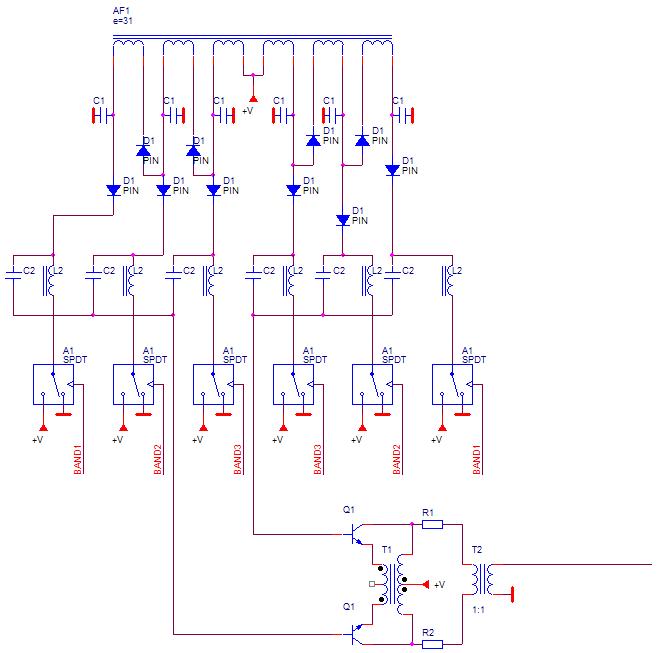 AF1
e=31
C1 C1 C1 C1 C1 C1
+V
D1 D1 D1 D1
PIN PIN PIN PIN
D1
PIN
D1 D1 D1 D1
PIN PIN PIN PIN
D1
PIN
C2 L2 C2 L2 C2 L2 C2 L2 C2 L2 C2 L2
A1 A1 A1 A1 A1 A1
SPDT SPDT SPDT SPDT SPDT SPDT
+V +V +V +V +V +V
BAND1 BAND2 BAND3 BAND3 BAND2 BAND1
Q1 R1
T1 T2
+V
Q1 1:1
R2